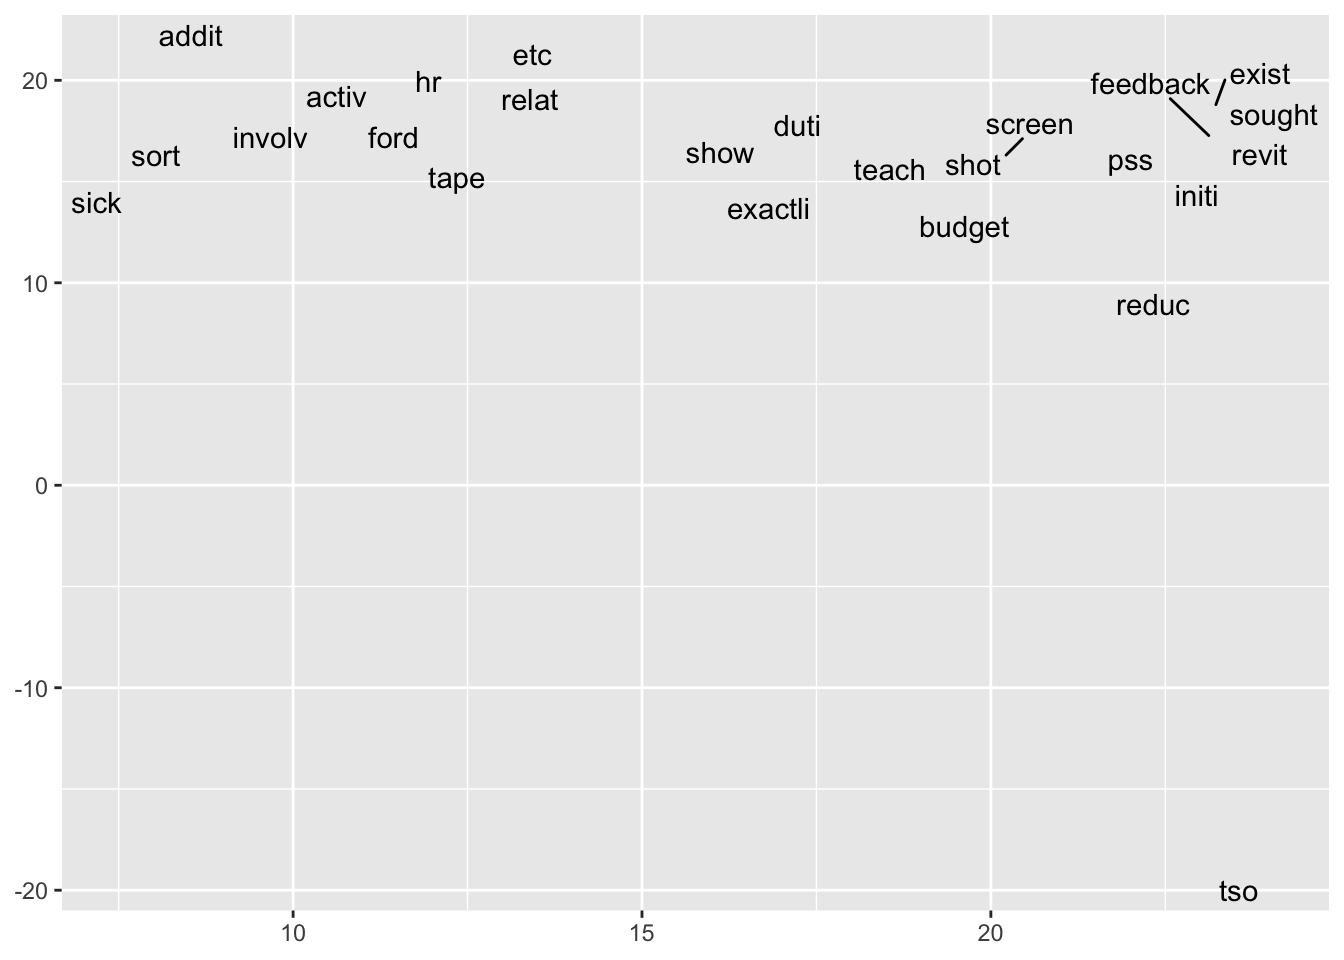 addit
etc
exist
20
hr
feedback
activ
relat
sought
screen
duti
involv
ford
show
revit
sort
pss
shot
teach
tape
initi
sick
exactli
budget
reduc
10
0
-10
-20
tso
10 15 20